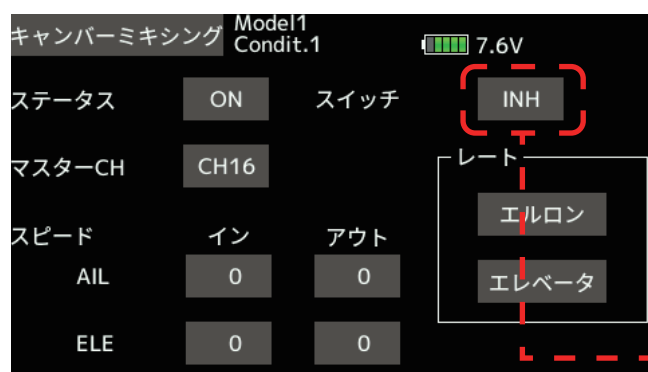 キャンバーミキシング Model1
Condit.1 7.6V
ステータス ON スイッチ INH
マスターCH CH16 レート
エルロン
スピード イン アウト
AIL 0 0 エレベータ
ELE 0 0